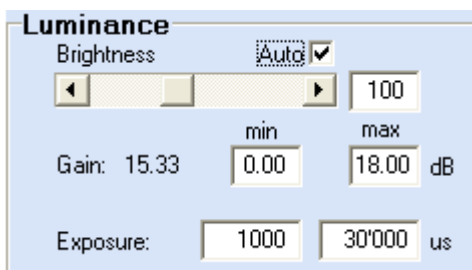 Luminance
Brightness Auto
100
min max
Gain: 15.33 0.00 18.00 dB
Exposure: 1000 30'000 us